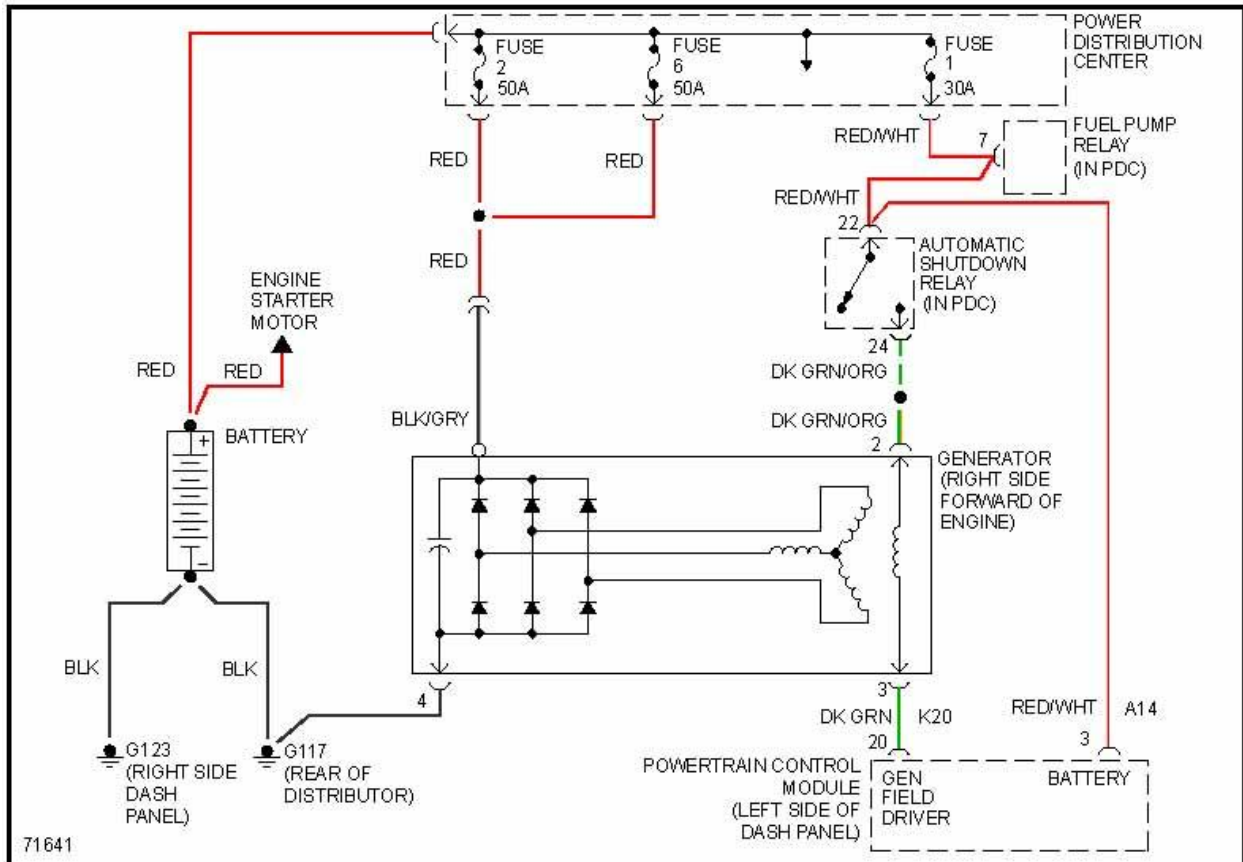 POWER
DISTRIBUTION
CENTER
FUSE
2
50A
FUSE
6
50A
FUSE
1
30A
RED/WHT
7
FUEL PUMP
RELAY
(IN PDC)
RED
RED
RED/WHT
22
AUTOMATIC
SHUTDOWN
RELAY
(IN PDC)
RED
ENGINE
STARTER
MOTOR
24
RED
RED
DK GRN/ORG
BLK/GRY
DK GRN/ORG
2
+
BATTERY
GENERATOR
(RIGHT SIDE
FORWARD OF
ENGINE)
-
BLK
BLK
4
3
DK GRN
K20
RED/WHT
A14
20
3
G123
(RIGHT SIDE
DASH
PANEL)
G117
(REAR OF
DISTRIBUTOR)
POWERTRAIN CONTROL
MODULE
(LEFT SIDE OF
DASH PANEL)
GEN
FIELD
DRIVER
BATTERY
71641